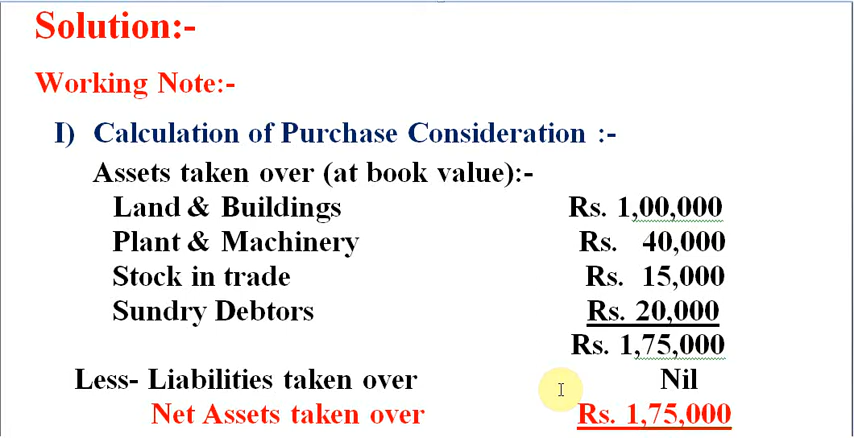 Solution:-
Working Note:-
I) Calculation of Purchase Consideration :-
Assets taken over (at book value):-
Land & Buildings Rs. 1,00,000
Plant & Machinery Rs. 40,000
Stock in trade Rs. 15,000
Sundry Debtors Rs. 20,000
Rs. 1,75,000
Less- Liabilities taken over Nil
Net Assets taken over Rs. 1,75,000